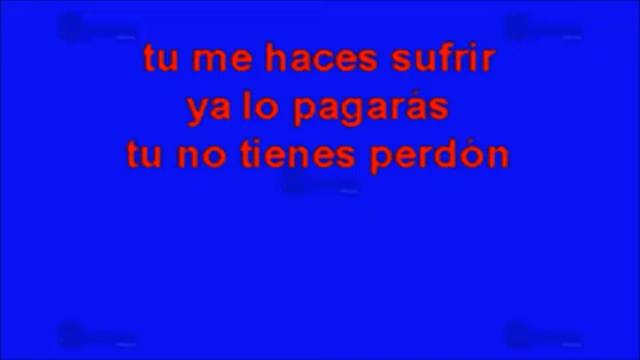 tu me haces sufrir
ya lo pagarás
tu no tienes perdón